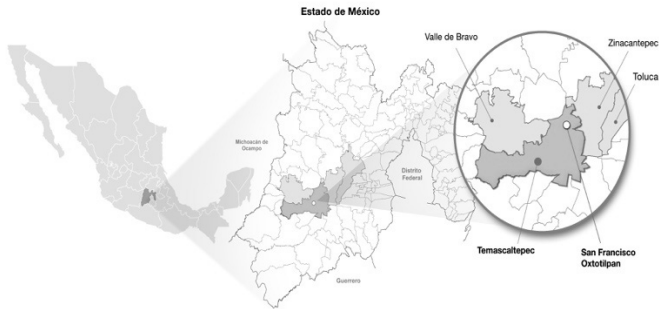 Estado de México
Valle de Bravo
Zinacantepec
Toluca
Michoacán de
Ocampo
Distrito
Federal
Temascaltepec
San Francisco
Oxtotilpan
Guerrero